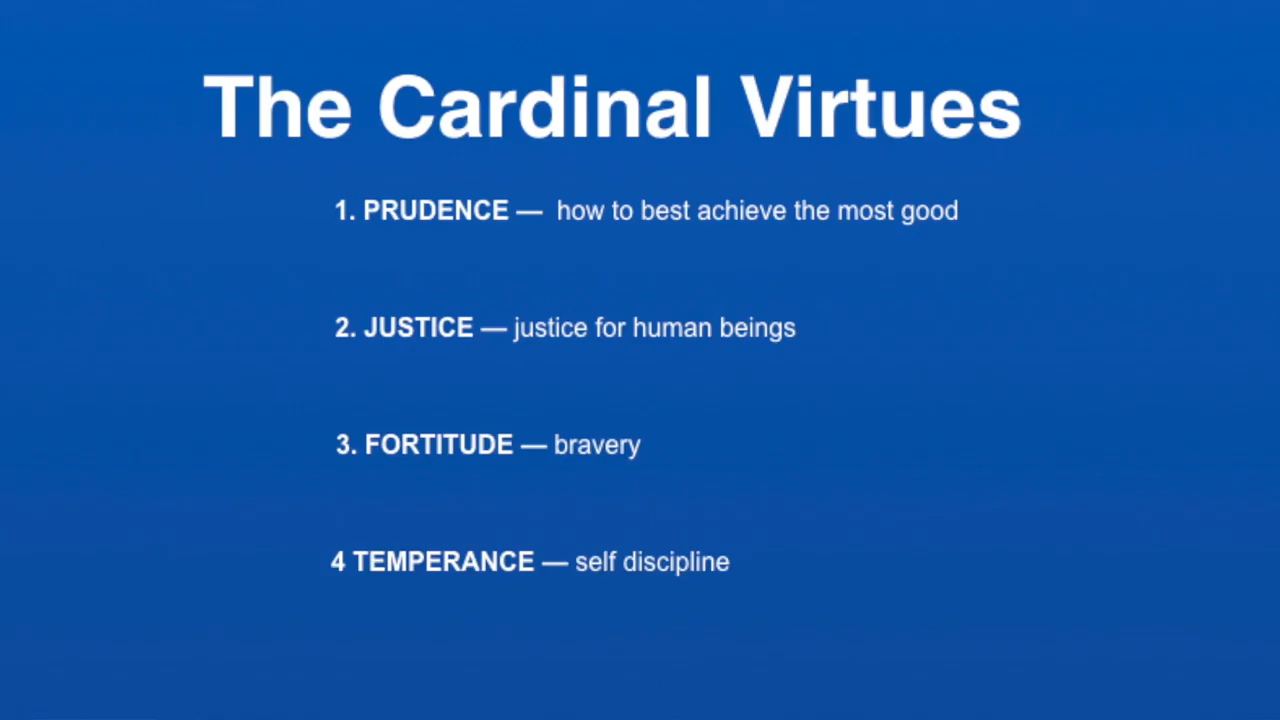 The Cardinal Virtues
1. PRUDENCE —  how to best achieve the most good
2. JUSTICE — justice for human beings
3. FORTITUDE — bravery
4 TEMPERANCE — self discipline